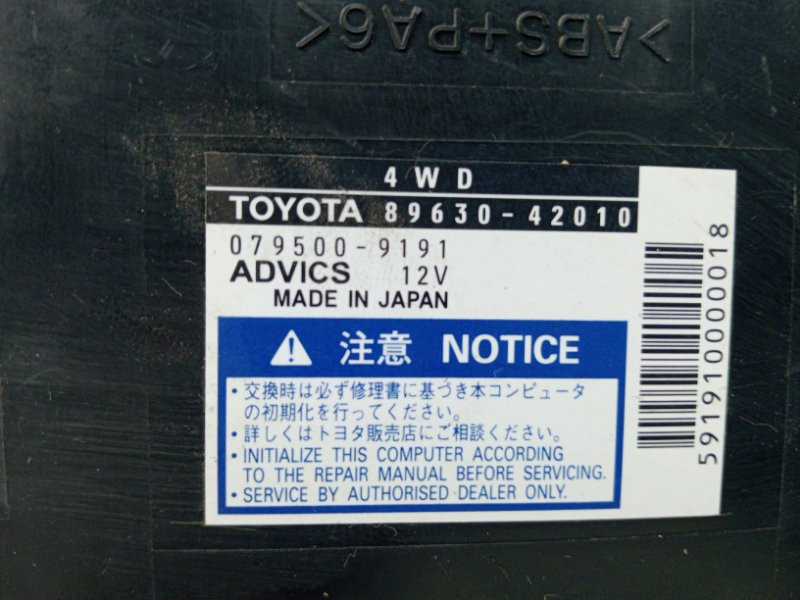 >ABS+PA6<
4WD
TOYOTA 89630-42010
079500-9191
ADVICS 12V
MADE IN JAPAN
注意 NOTICE
・交換時は必ず修理書に基づき本コンピュータ
の初期化を行ってください。
・詳しくはトヨタ販売店にご相談ください。
・INITIALIZE THIS COMPUTER ACCORDING
TO THE REPAIR MANUAL BEFORE SERVICING.
・SERVICE BY AUTHORISED DEALER ONLY.
59191000001​8